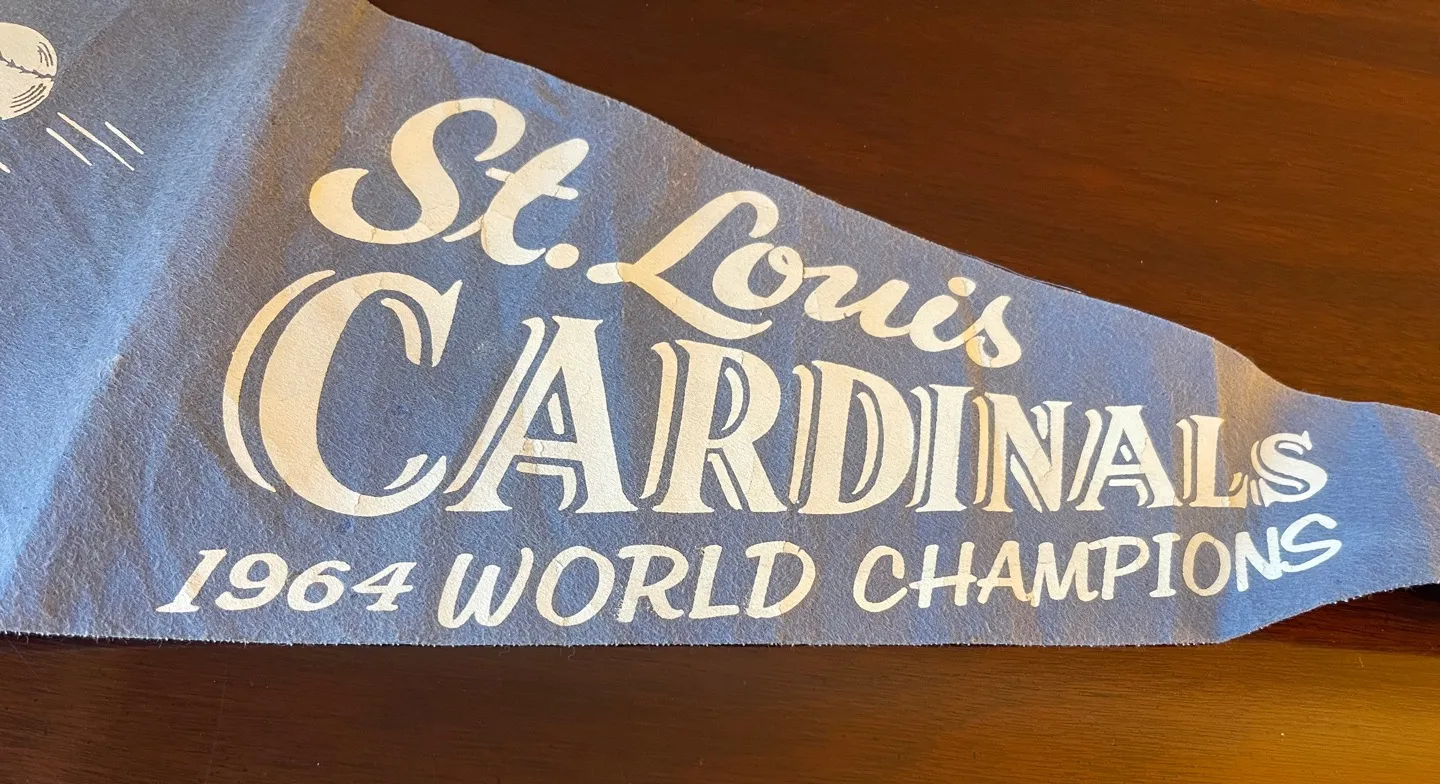 St. Louis
CARDINALS
1964 WORLD CHAMPIONS